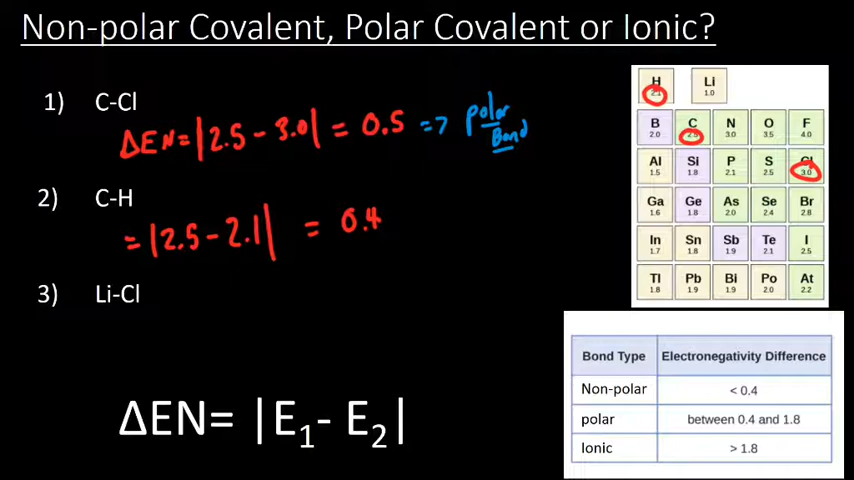 Non-polar Covalent, Polar Covalent or Ionic?
1) C-Cl
ΔEN=|2.5-3.0| = 0.5 => polar
Bond
2) C-H
=|2.5-2.1| = 0.4
3) Li-Cl
ΔEN= |E1- E2|
H Li
2.1 1.0
B C N O F
2.0 2.5 3.0 3.5 4.0
Al Si P S Cl
1.5 1.8 2.1 2.5 3.0
Ga Ge As Se Br
1.6 1.8 2.0 2.4 2.8
In Sn Sb Te I
1.7 1.8 1.9 2.1 2.5
Tl Pb Bi Po At
1.8 1.9 1.9 2.0 2.2
Bond Type Electronegativity Difference
Non-polar < 0.4
polar between 0.4 and 1.8
Ionic > 1.8